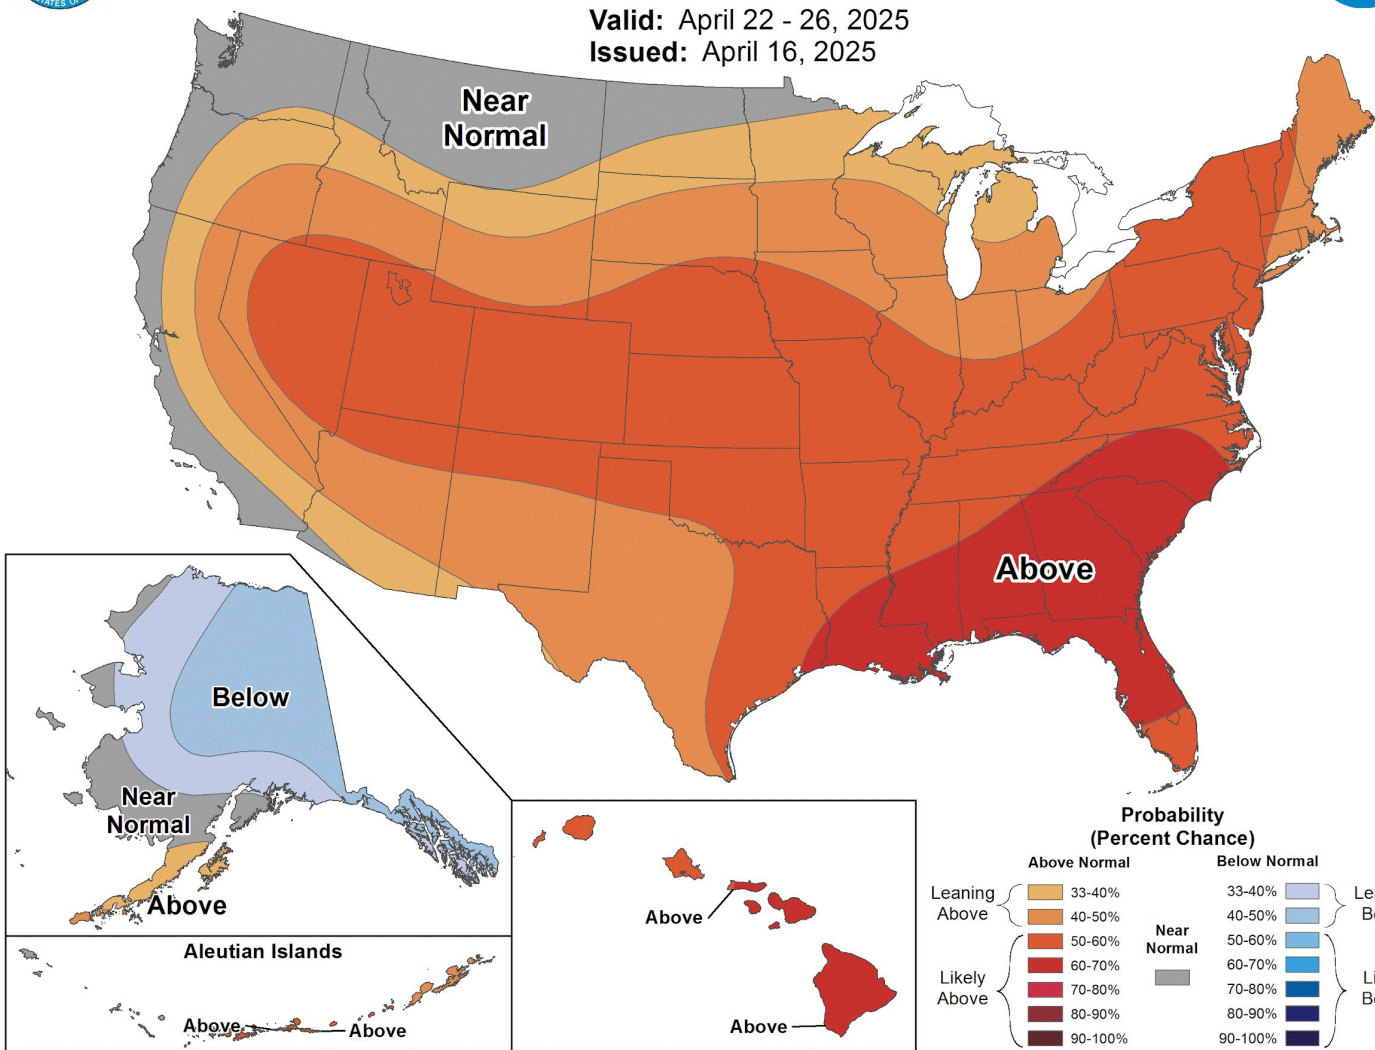 STATES OF
Valid: April 22 - 26, 2025
Issued: April 16, 2025
Near
Normal
Above
Below
Near
Normal
Above
Aleutian Islands
Above
Above
Above
Above
Probability
(Percent Chance)
Above Normal
Below Normal
Leaning
Above
33-40%
40-50%
Likely
Above
50-60%
60-70%
70-80%
80-90%
90-100%
Near
Normal
33-40%
40-50%
50-60%
60-70%
70-80%
80-90%
90-100%